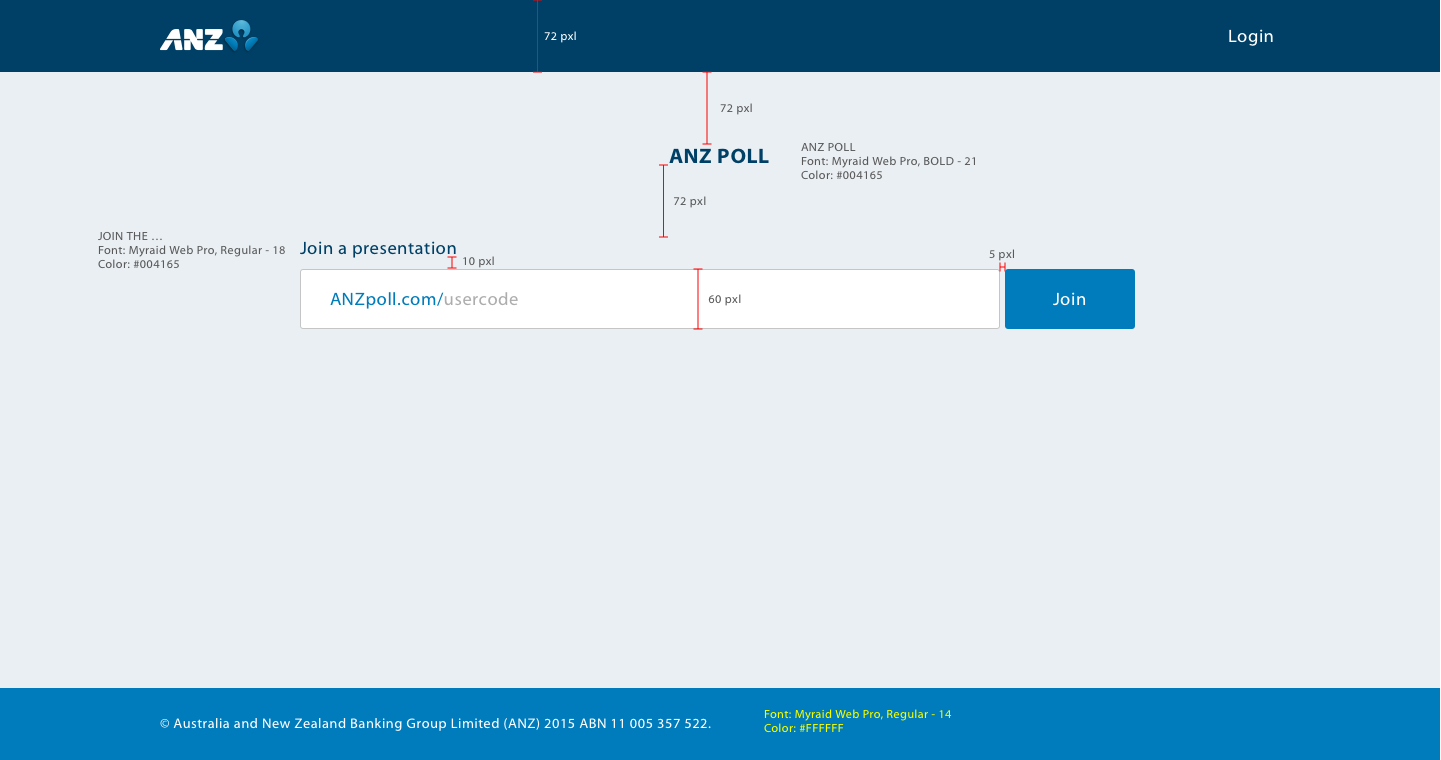 ANZ
72 pxl
Login
72 pxl
ANZ POLL
ANZ POLL
Font: Myraid Web Pro, BOLD - 21
Color: #004165
72 pxl
JOIN THE ...
Font: Myraid Web Pro, Regular - 18
Color: #004165
Join a presentation
10 pxl
5 pxl
ANZpoll.com/usercode
60 pxl
Join
© Australia and New Zealand Banking Group Limited (ANZ) 2015 ABN 11 005 357 522.
Font: Myraid Web Pro, Regular - 14
Color: #FFFFFF